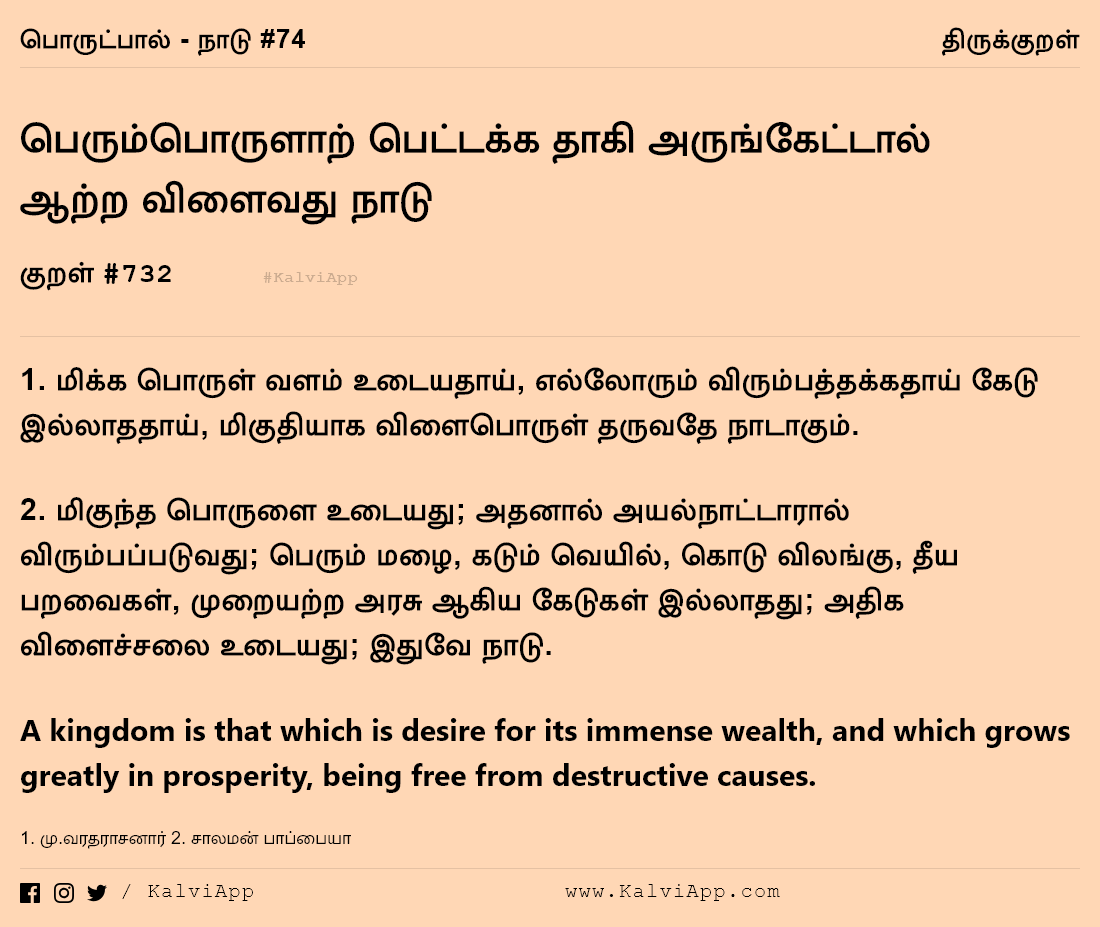 பொருட்பால் - நாடு #74
திருக்குறள்
பெரும்பொருளாற் பெட்டக்க தாகி அருங்கேட்டால்
ஆற்ற விளைவது நாடு
குறள் #732
#KalviApp
1. மிக்க பொருள் வளம் உடையதாய், எல்லோரும் விரும்பத்தக்கதாய் கேடு
இல்லாததாய், மிகுதியாக விளைபொருள் தருவதே நாடாகும்.
2. மிகுந்த பொருளை உடையது; அதனால் அயல்நாட்டாரால்
விரும்பப்படுவது; பெரும் மழை, கடும் வெயில், கொடு விலங்கு, தீய
பறவைகள், முறையற்ற அரசு ஆகிய கேடுகள் இல்லாதது; அதிக
விளைச்சலை உடையது; இதுவே நாடு.
A kingdom is that which is desire for its immense wealth, and which grows
greatly in prosperity, being free from destructive causes.
1. மு.வரதராசனார் 2. சாலமன் பாப்பையா
/ KalviApp
www.KalviApp.com